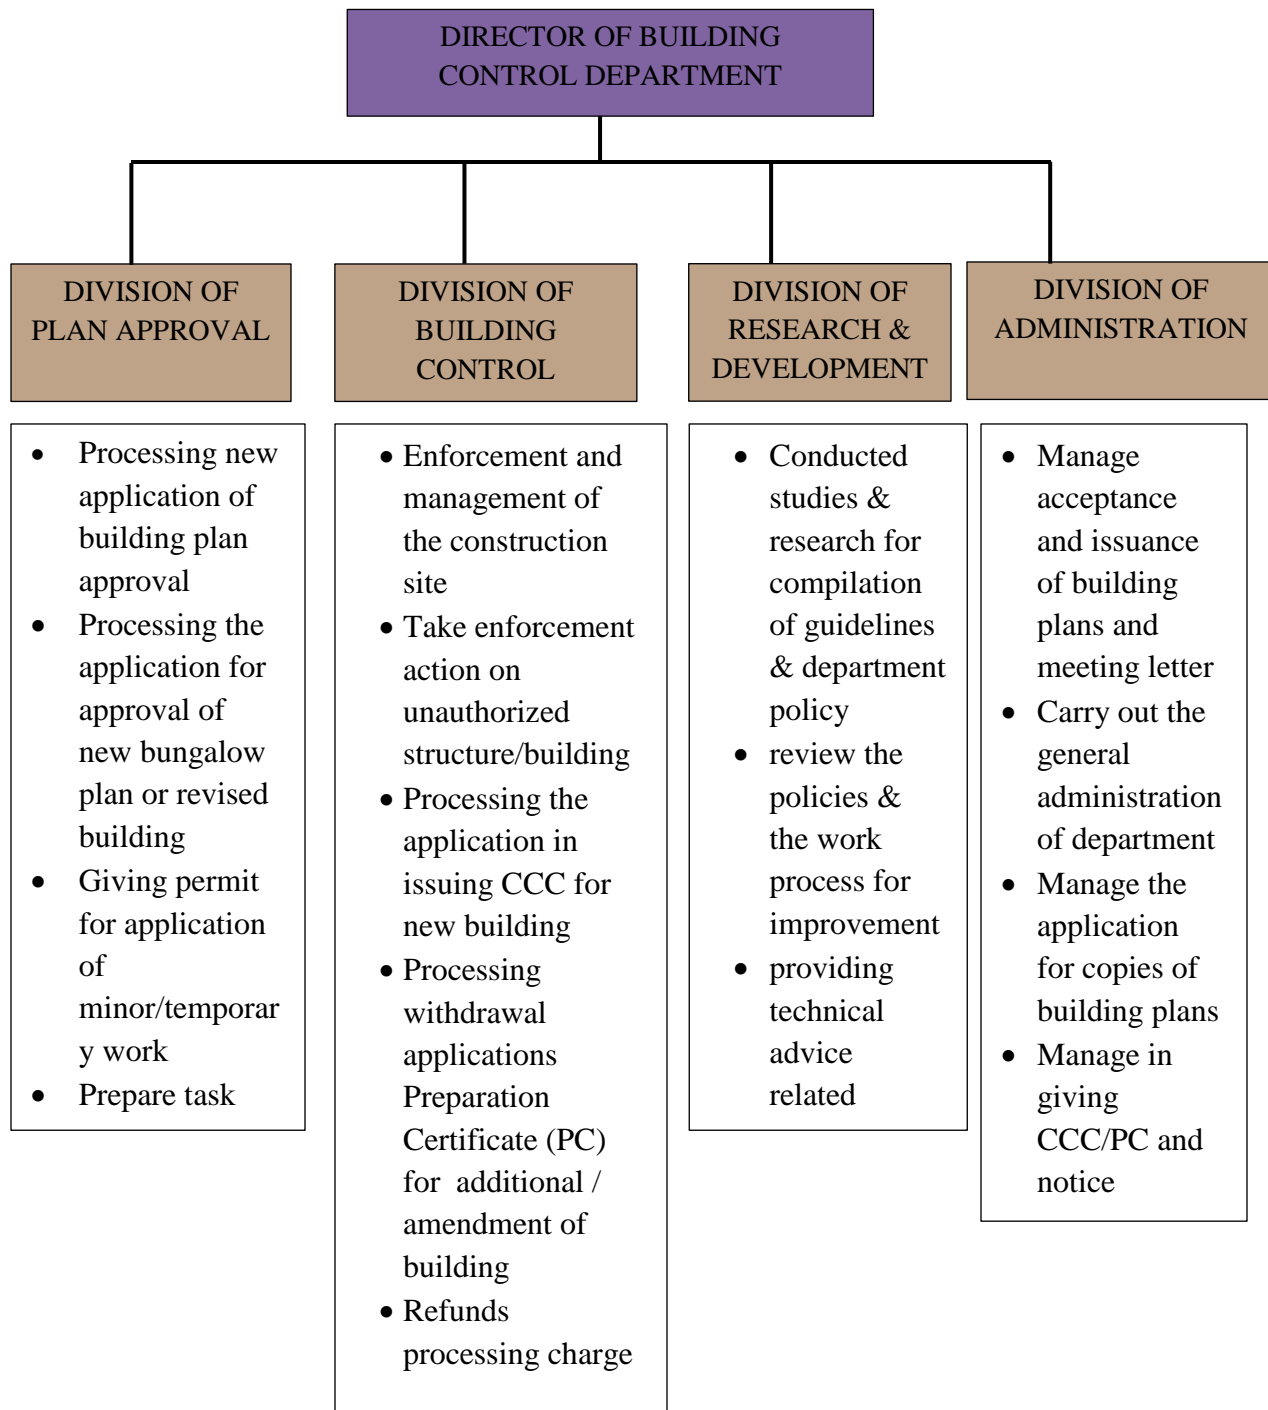 DIRECTOR OF BUILDING
CONTROL DEPARTMENT
DIVISION OF
PLAN APPROVAL
DIVISION OF
BUILDING
CONTROL
DIVISION OF
RESEARCH &
DEVELOPMENT
DIVISION OF
ADMINISTRATION
• Processing new
application of
building plan
approval
• Processing the
application for
approval of
new bungalow
plan or revised
building
• Giving permit
for application
of
minor/temporar
y work
• Prepare task
• Enforcement and
management of
the construction
site
• Take enforcement
action on
unauthorized
structure/building
• Processing the
application in
issuing CCC for
new building
• Processing
withdrawal
applications
Preparation
Certificate (PC)
for  additional /
amendment of
building
• Refunds
processing charge
• Conducted
studies &
research for
compilation
of guidelines
& department
policy
• review the
policies &
the work
process for
improvement
• providing
technical
advice
related
• Manage
acceptance
and issuance
of building
plans and
meeting letter
• Carry out the
general
administration
of department
• Manage the
application
for copies of
building plans
• Manage in
giving
CCC/PC and
notice